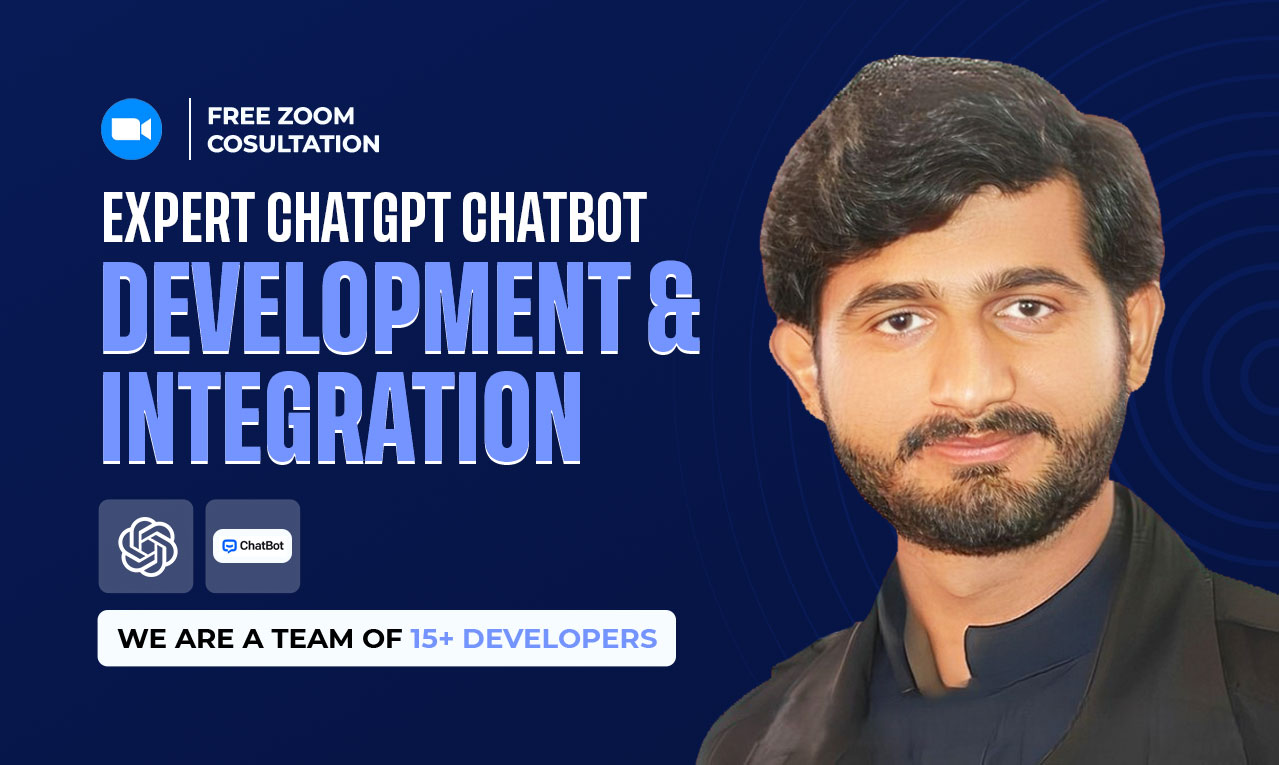 FREE ZOOM
COSULTATION
EXPERT CHATGPT CHATBOT
DEVELOPMENT &
INTEGRATION
ChatBot
WE ARE A TEAM OF 15+ DEVELOPERS